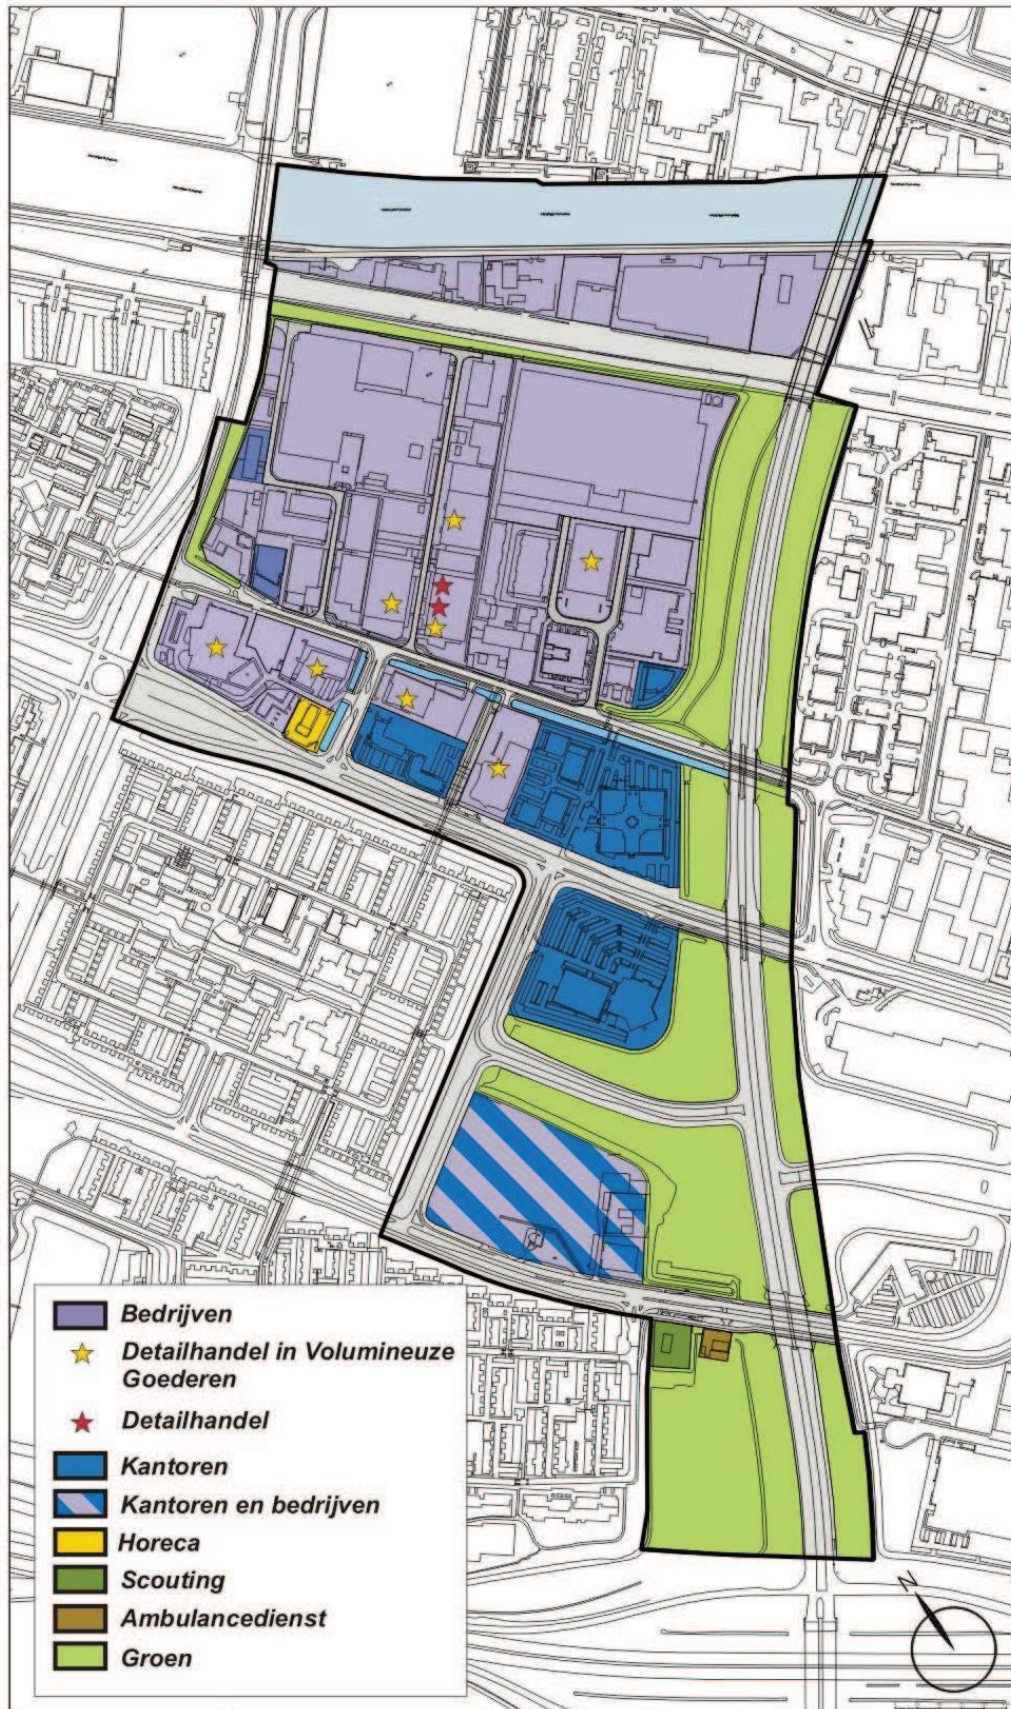 Bedrijven
Detailhandel in Volumineuze
Goederen
Detailhandel
Kantoren
Kantoren en bedrijven
Horeca
Scouting
Ambulancedienst
Groen
N